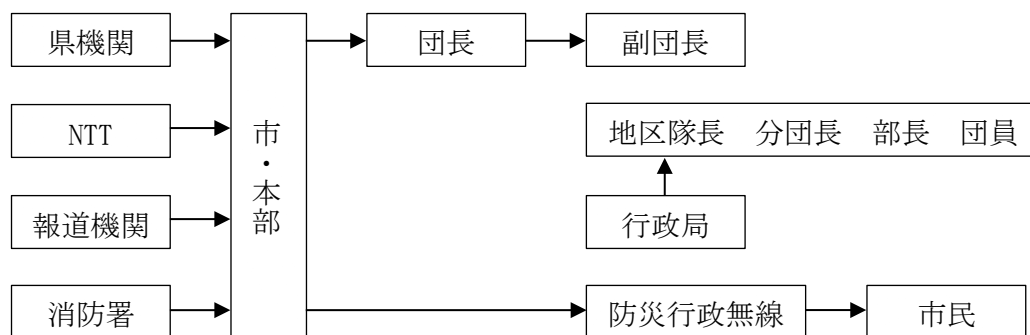 県機関
団長
副団長
NTT
市・本部
地区隊長 分団長 部長 団員
報道機関
行政局
消防署
防災行政無線
市民